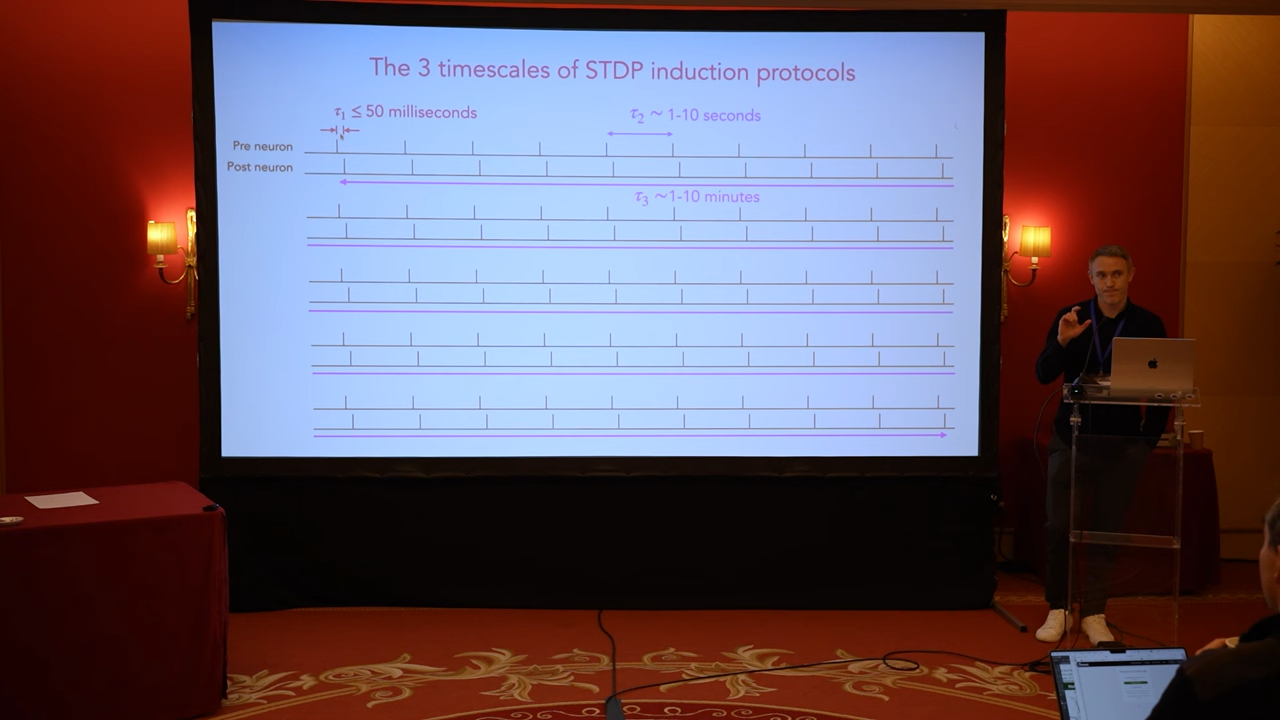 The 3 timescales of STDP induction protocols
τ₁ ≤ 50 milliseconds
τ₂ ~ 1-10 seconds
Pre neuron
Post neuron
τ₃ ~1-10 minutes